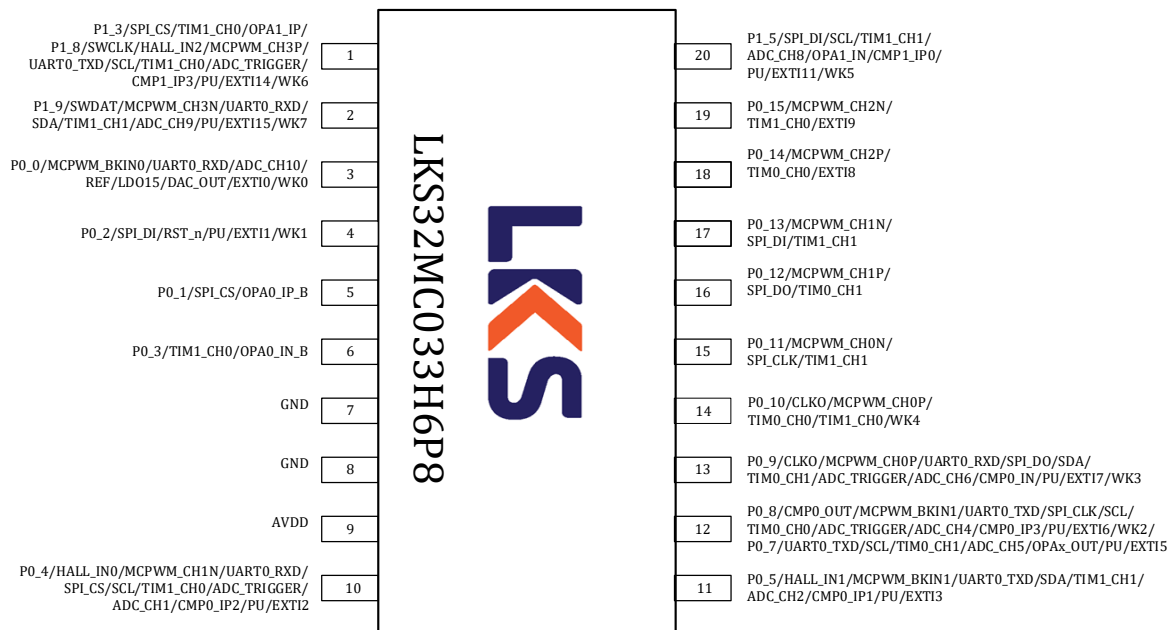 P1_3/SPI_CS/TIM1_CH0/OPA1_IP/
P1_8/SWCLK/HALL_IN2/MCPWM_CH3P/
UART0_TXD/SCL/TIM1_CH0/ADC_TRIGGER/
CMP1_IP3/PU/EXTI14/WK6
1
P1_9/SWDAT/MCPWM_CH3N/UART0_RXD/
SDA/TIM1_CH1/ADC_CH9/PU/EXTI15/WK7
2
P0_0/MCPWM_BKIN0/UART0_RXD/ADC_CH10/
REF/LDO15/DAC_OUT/EXTI0/WK0
3
P0_2/SPI_DI/RST_n/PU/EXTI1/WK1
4
P0_1/SPI_CS/OPA0_IP_B
5
P0_3/TIM1_CH0/OPA0_IN_B
6
GND
7
GND
8
AVDD
9
P0_4/HALL_IN0/MCPWM_CH1N/UART0_RXD/
SPI_CS/SCL/TIM1_CH0/ADC_TRIGGER/
ADC_CH1/CMP0_IP2/PU/EXTI2
10
LKS32MC033H6P8
LKS
20
P1_5/SPI_DI/SCL/TIM1_CH1/
ADC_CH8/OPA1_IN/CMP1_IP0/
PU/EXTI11/WK5
19
P0_15/MCPWM_CH2N/
TIM1_CH0/EXTI9
18
P0_14/MCPWM_CH2P/
TIM0_CH0/EXTI8
17
P0_13/MCPWM_CH1N/
SPI_DI/TIM1_CH1
16
P0_12/MCPWM_CH1P/
SPI_DO/TIM0_CH1
15
P0_11/MCPWM_CH0N/
SPI_CLK/TIM1_CH1
14
P0_10/CLKO/MCPWM_CH0P/
TIM0_CH0/TIM1_CH0/WK4
13
P0_9/CLKO/MCPWM_CH0P/UART0_RXD/SPI_DO/SDA/
TIM0_CH1/ADC_TRIGGER/ADC_CH6/CMP0_IN/PU/EXTI7/WK3
12
P0_8/CMP0_OUT/MCPWM_BKIN1/UART0_TXD/SPI_CLK/SCL/
TIM0_CH0/ADC_TRIGGER/ADC_CH4/CMP0_IP3/PU/EXTI6/WK2/
P0_7/UART0_TXD/SCL/TIM0_CH1/ADC_CH5/OPAx_OUT/PU/EXTI5
11
P0_5/HALL_IN1/MCPWM_BKIN1/UART0_TXD/SDA/TIM1_CH1/
ADC_CH2/CMP0_IP1/PU/EXTI3